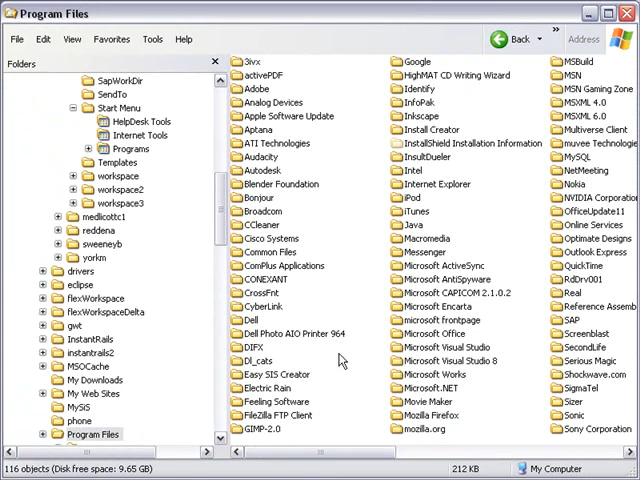 Program Files
File Edit View Favorites Tools Help
Back
Address
Folders
SapWorkDir
SendTo
Start Menu
HelpDesk Tools
Internet Tools
Programs
Templates
workspace
workspace2
workspace3
medlicottc1
reddena
sweeneyb
yorkm
drivers
eclipse
flexWorkspace
flexWorkspaceDelta
gwt
InstantRails
instantrails2
MSOCache
My Downloads
My Web Sites
MySiS
phone
Program Files
3ivx
activePDF
Adobe
Analog Devices
Apple Software Update
Aptana
ATI Technologies
Audacity
Autodesk
Blender Foundation
Bonjour
Broadcom
CCleaner
Cisco Systems
Common Files
ComPlus Applications
CONEXANT
CrossFnt
CyberLink
Dell
Dell Photo AIO Printer 964
DIFX
Dl_cats
Easy SIS Creator
Electric Rain
Feeling Software
FileZilla FTP Client
GIMP-2.0
Google
HighMAT CD Writing Wizard
Identify
InfoPak
Inkscape
Install Creator
InstallShield Installation Information
InsultDueler
Intel
Internet Explorer
iPod
iTunes
Java
Macromedia
Messenger
Microsoft ActiveSync
Microsoft AntiSpyware
Microsoft CAPICOM 2.1.0.2
Microsoft Encarta
microsoft frontpage
Microsoft Office
Microsoft Visual Studio
Microsoft Visual Studio 8
Microsoft Works
Microsoft.NET
Movie Maker
Mozilla Firefox
mozilla.org
MSBuild
MSN
MSN Gaming Zone
MSXML 4.0
MSXML 6.0
Multiverse Client
muvee Technologie
MySQL
NetMeeting
Nokia
NVIDIA Corporation
OfficeUpdate11
Online Services
Optimate Designs
Outlook Express
QuickTime
RdDrv001
Real
Reference Assemb
SAP
Screenblast
SecondLife
Serious Magic
Shockwave.com
SigmaTel
Sizer
Sonic
Sony Corporation
116 objects (Disk free space: 9.65 GB)
212 KB
My Computer